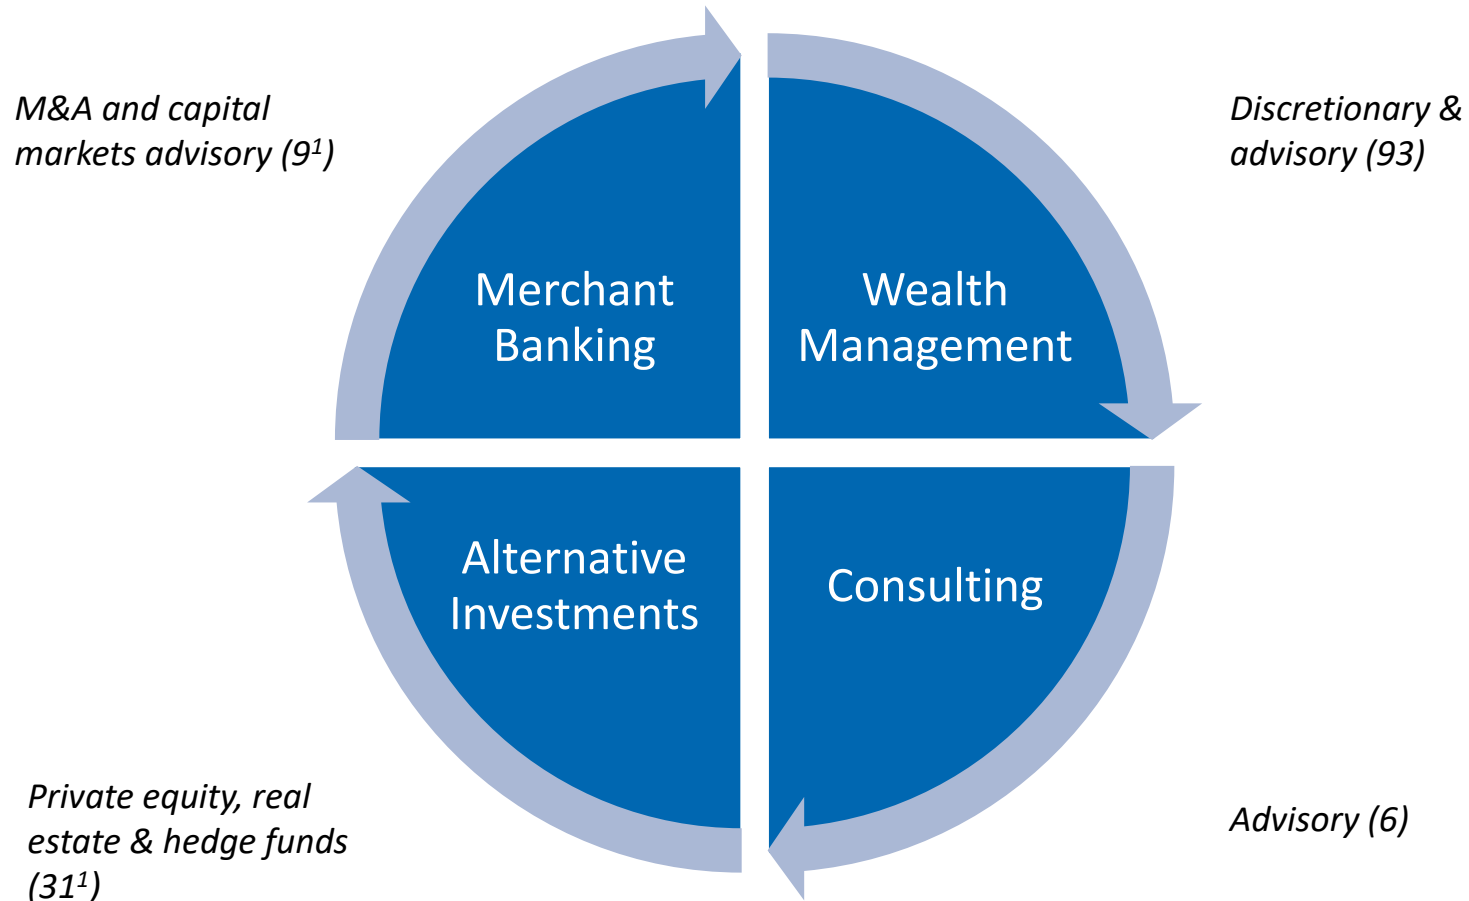 M&A and capital
markets advisory (9¹)
Discretionary &
advisory (93)
Merchant
Banking
Wealth
Management
Alternative
Investments
Consulting
Private equity, real
estate & hedge funds
(31¹)
Advisory (6)